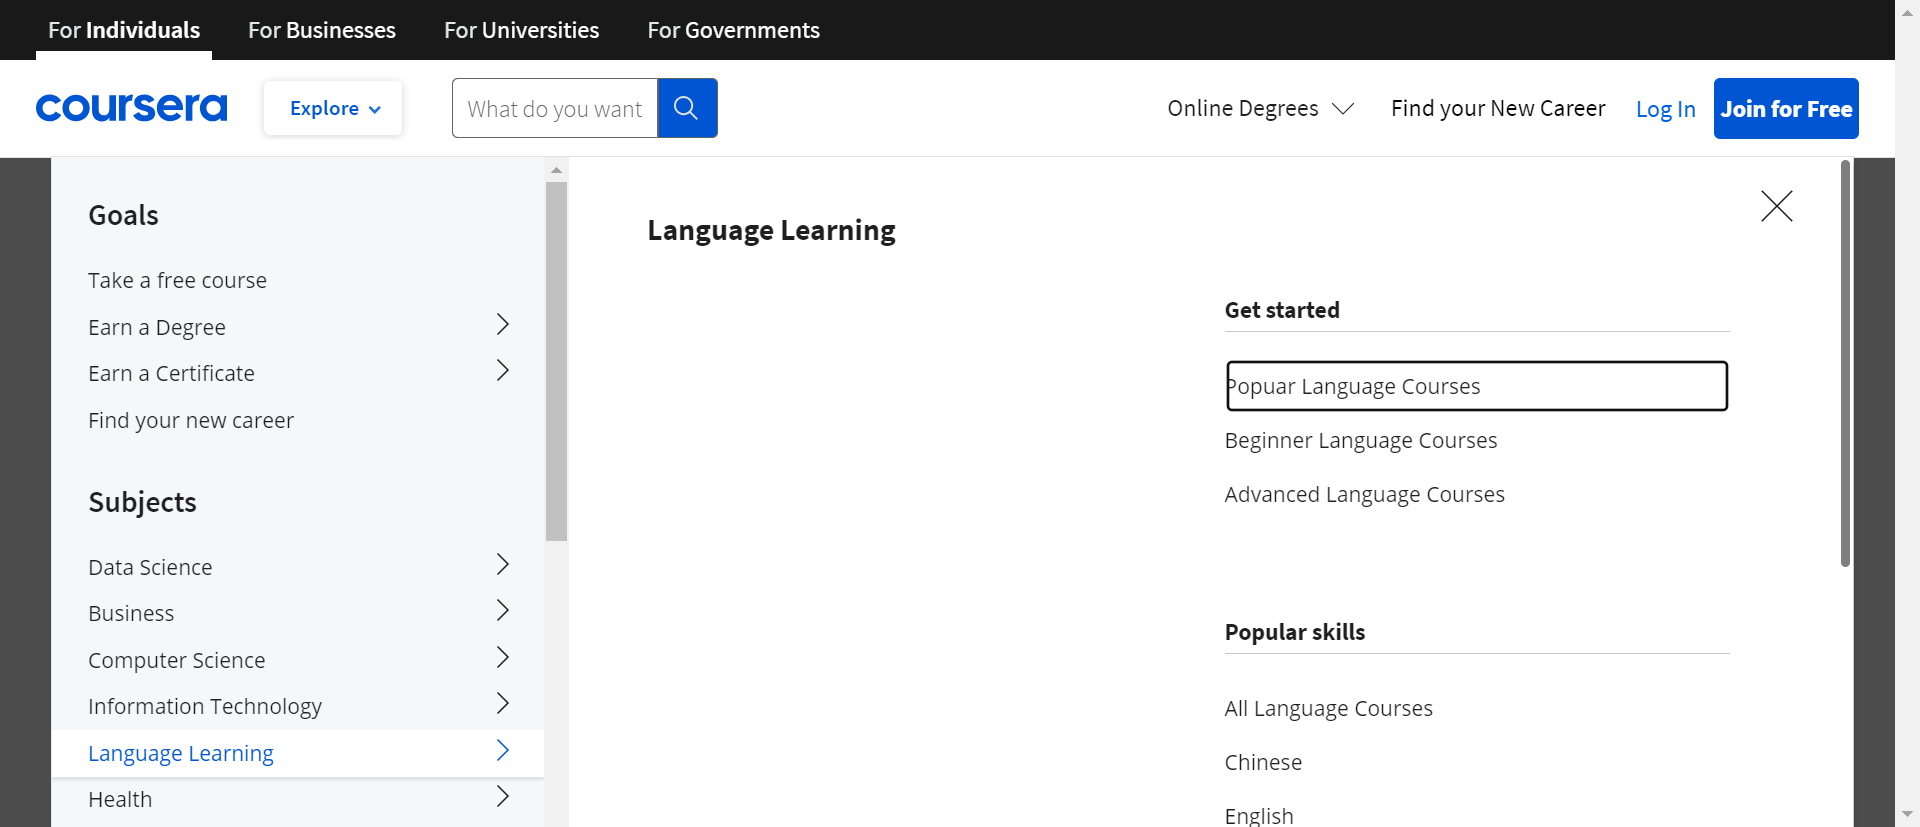 For Individuals For Businesses For Universities For Governments
coursera Explore What do you want Online Degrees Find your New Career Log In Join for Free
Goals
Take a free course
Earn a Degree
Earn a Certificate
Find your new career
Subjects
Data Science
Business
Computer Science
Information Technology
Language Learning
Health
Language Learning
Get started
Popuar Language Courses
Beginner Language Courses
Advanced Language Courses
Popular skills
All Language Courses
Chinese
English